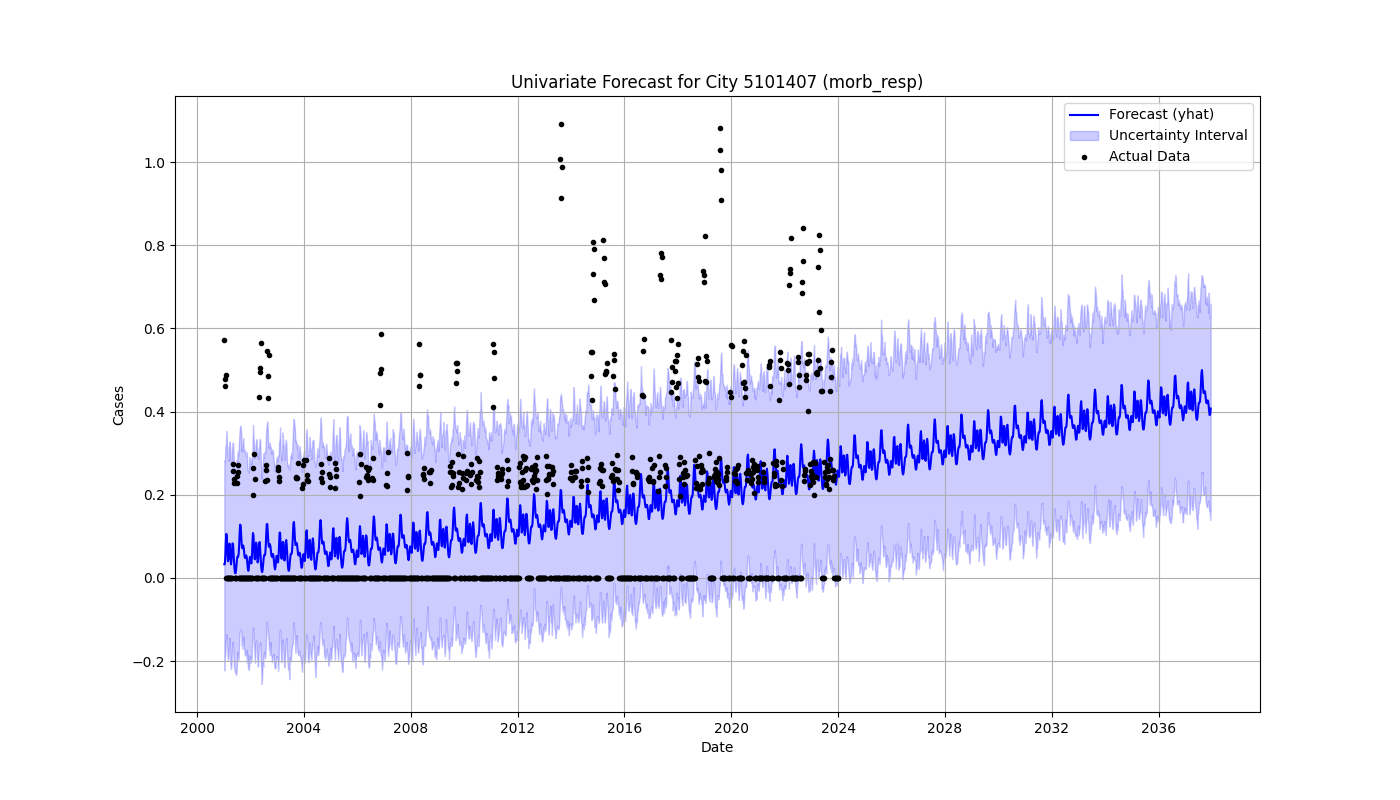 Univariate Forecast for City 5101407 (morb_resp)
Forecast (yhat)
Uncertainty Interval
Actual Data
Cases
1.0
0.8
0.6
0.4
0.2
0.0
−0.2
2000 2004 2008 2012 2016 2020 2024 2028 2032 2036
Date